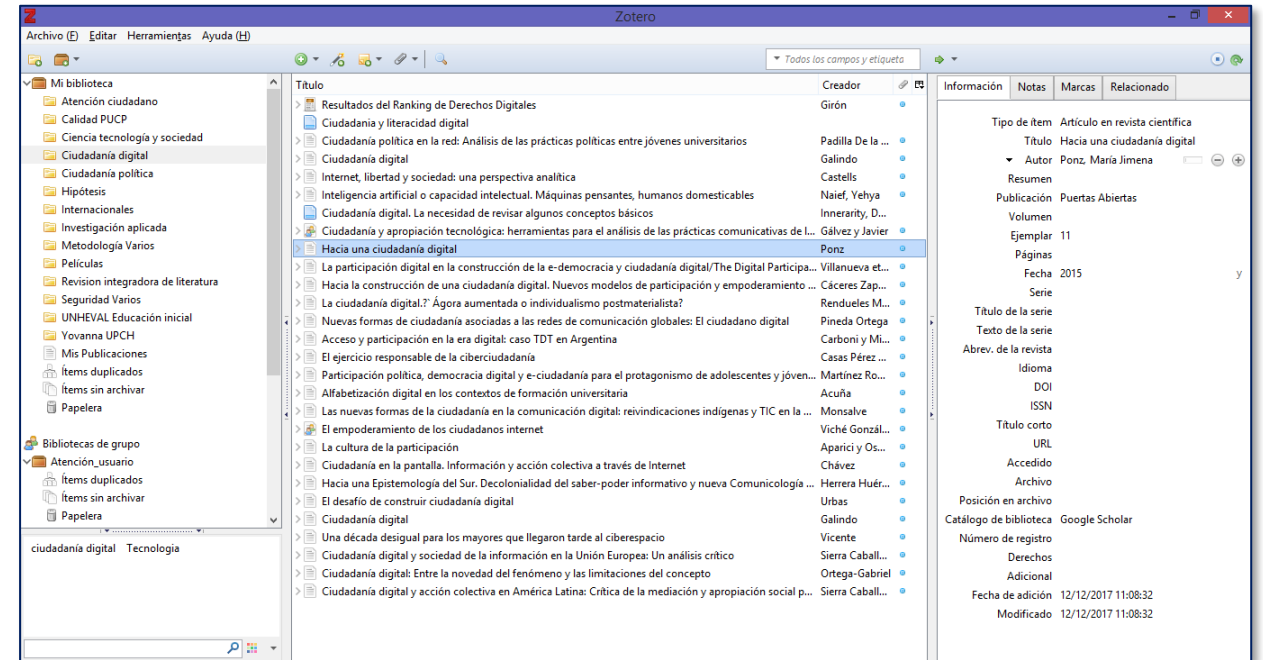 Zotero
Archivo (F) Editar Herramientas Ayuda (H)
Todos los campos y etiqueta
Mi biblioteca
Atención ciudadano
Calidad PUCP
Ciencia tecnología y sociedad
Ciudadanía digital
Ciudadanía política
Hipótesis
Internacionales
Investigación aplicada
Metodología Varios
Películas
Revision integradora de literatura
Seguridad Varios
UNHEVAL Educación inicial
Yovanna UPCH
Mis Publicaciones
Ítems duplicados
Ítems sin archivar
Papelera
Bibliotecas de grupo
Atención_usuario
Ítems duplicados
Ítems sin archivar
Papelera
ciudadanía digital Tecnologia
Título Creador
Resultados del Ranking de Derechos Digitales Girón
Ciudadania y literacidad digital
Ciudadanía política en la red: Análisis de las prácticas políticas entre jóvenes universitarios Padilla De la ...
Ciudadanía digital Galindo
Internet, libertad y sociedad: una perspectiva analítica Castells
Inteligencia artificial o capacidad intelectual. Máquinas pensantes, humanos domesticables Naief, Yehya
Ciudadanía digital. La necesidad de revisar algunos conceptos básicos Innerarity, D...
Ciudadanía y apropiación tecnológica: herramientas para el análisis de las prácticas comunicativas de l... Gálvez y Javier
Hacia una ciudadanía digital Ponz
La participación digital en la construcción de la e-democracia y ciudadanía digital/The Digital Participa... Villanueva et...
Hacia la construcción de una ciudadanía digital. Nuevos modelos de participación y empoderamiento ... Cáceres Zap...
La ciudadanía digital.?` Ágora aumentada o individualismo postmaterialista? Rendueles M...
Nuevas formas de ciudadanía asociadas a las redes de comunicación globales: El ciudadano digital Pineda Ortega
Acceso y participación en la era digital: caso TDT en Argentina Carboni y Mi...
El ejercicio responsable de la ciberciudadanía Casas Pérez ...
Participación política, democracia digital y e-ciudadanía para el protagonismo de adolescentes y jóven... Martínez Ro...
Alfabetización digital en los contextos de formación universitaria Acuña
Las nuevas formas de la ciudadanía en la comunicación digital: reivindicaciones indígenas y TIC en la ... Monsalve
El empoderamiento de los ciudadanos internet Viché Gonzál...
La cultura de la participación Aparici y Os...
Ciudadanía en la pantalla. Información y acción colectiva a través de Internet Chávez
Hacia una Epistemología del Sur. Decolonialidad del saber-poder informativo y nueva Comunicología ... Herrera Huér...
El desafío de construir ciudadanía digital Urbas
Ciudadanía digital Galindo
Una década desigual para los mayores que llegaron tarde al ciberespacio Vicente
Ciudadanía digital y sociedad de la información en la Unión Europea: Un análisis crítico Sierra Caball...
Ciudadanía digital: Entre la novedad del fenómeno y las limitaciones del concepto Ortega-Gabriel
Ciudadanía digital y acción colectiva en América Latina: Crítica de la mediación y apropiación social p... Sierra Caball...
Información Notas Marcas Relacionado
Tipo de ítem Artículo en revista científica
Título Hacia una ciudadanía digital
Autor Ponz, María Jimena
Resumen
Publicación Puertas Abiertas
Volumen
Ejemplar 11
Páginas
Fecha 2015 y
Serie
Título de la serie
Texto de la serie
Abrev. de la revista
Idioma
DOI
ISSN
Título corto
URL
Accedido
Archivo
Posición en archivo
Catálogo de biblioteca Google Scholar
Número de registro
Derechos
Adicional
Fecha de adición 12/12/2017 11:08:32
Modificado 12/12/2017 11:08:32